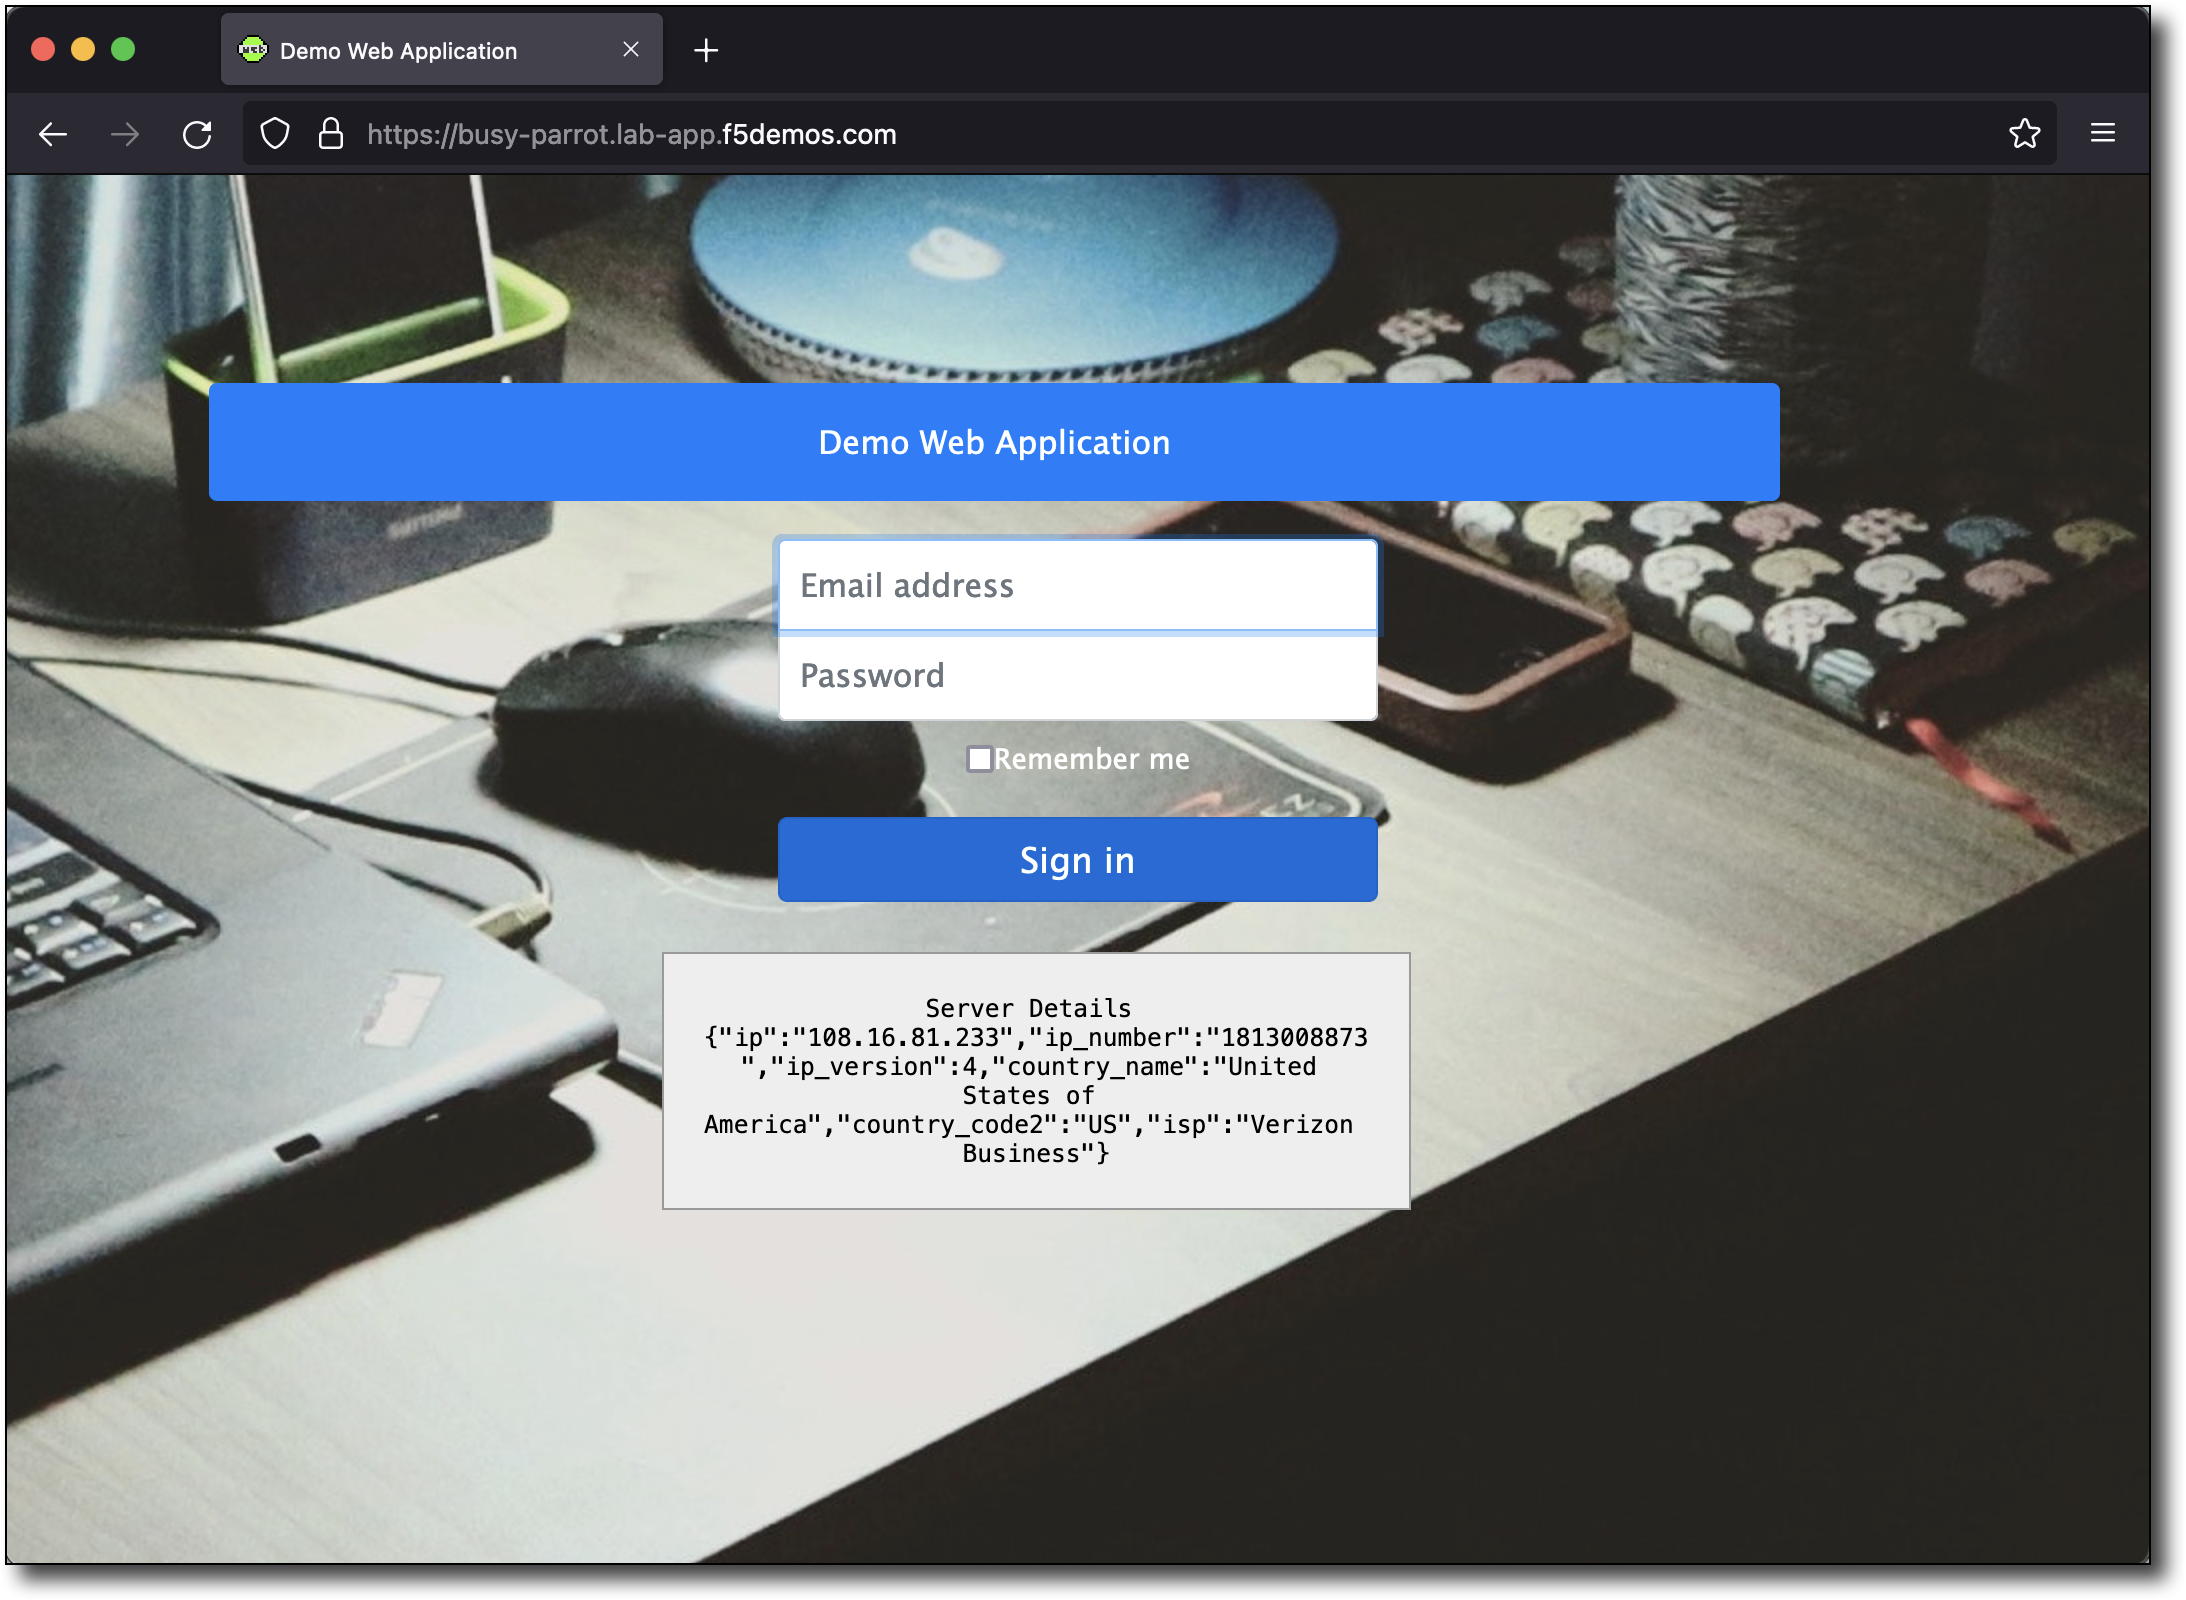 Demo Web Application
https://busy-parrot.lab-app.f5demos.com
Demo Web Application
Email address
Password
Remember me
Sign in
Server Details
{"ip":"108.16.81.233","ip_number":"1813008873
","ip_version":4,"country_name":"United
States of
America","country_code2":"US","isp":"Verizon
Business"}